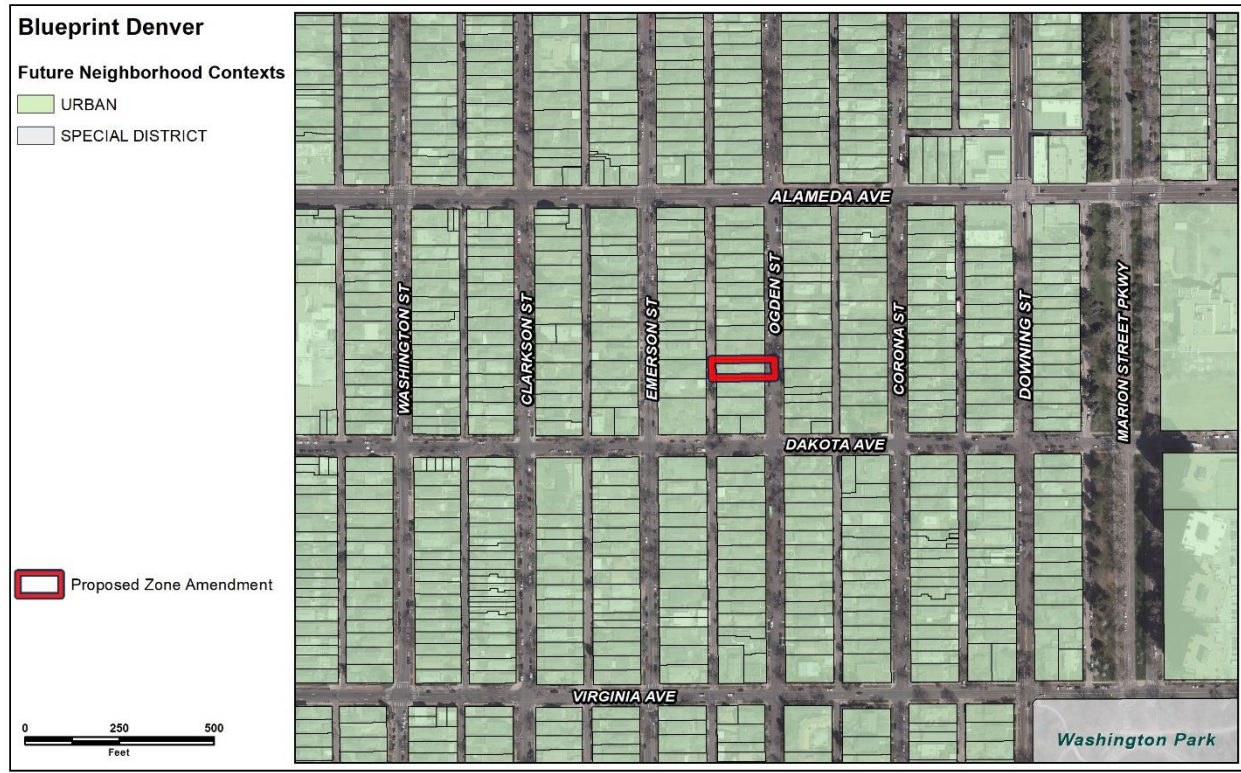 Blueprint Denver
Future Neighborhood Contexts
URBAN
SPECIAL DISTRICT
Proposed Zone Amendment
0 250 500
Feet
ALAMEDA AVE
WASHINGTON ST
CLARKSON ST
EMERSON ST
OGDEN ST
CORONA ST
DOWNING ST
MARION STREET PKWY
DAKOTA AVE
VIRGINIA AVE
Washington Park